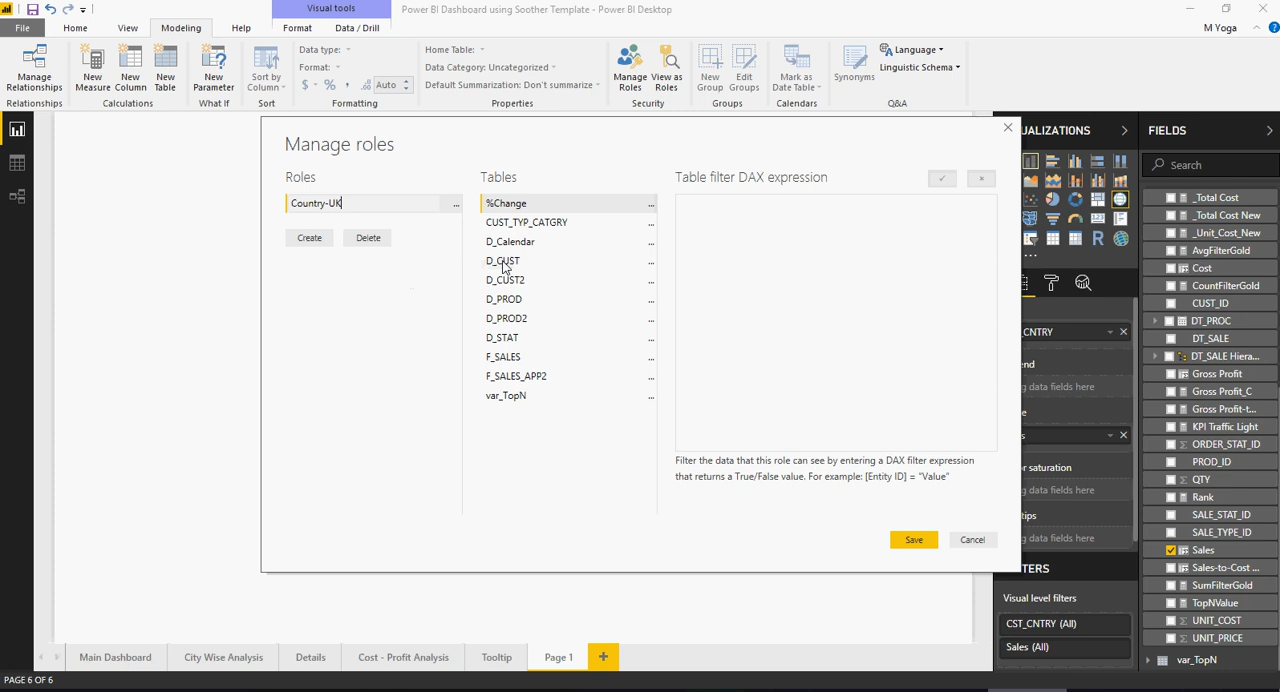 Visual tools
Power BI Dashboard using Soother Template - Power BI Desktop
File
Home
View
Modeling
Help
Format
Data / Drill
M Yoga
Manage
Relationships
New
Measure
New
Column
New
Table
New
Parameter
Sort by
Column
Data type:
Format:
$ % , Auto
Home Table:
Data Category: Uncategorized
Default Summarization: Don't summarize
Manage
Roles
View as
Roles
New
Group
Edit
Groups
Mark as
Date Table
Synonyms
Language
Linguistic Schema
Relationships
Calculations
What If
Sort
Formatting
Properties
Security
Groups
Calendars
Q&A
Manage roles
Roles
Country-UK
...
Create
Delete
Tables
%Change ...
CUST_TYP_CATGRY ...
D_Calendar ...
D_CUST ...
D_CUST2 ...
D_PROD ...
D_PROD2 ...
D_STAT ...
F_SALES ...
F_SALES_APP2 ...
var_TopN ...
Table filter DAX expression
Filter the data that this role can see by entering a DAX filter expression
that returns a True/False value. For example: [Entity ID] = "Value"
Save
Cancel
UALIZATIONS
R
...
CNTRY
end
g data fields here
e
s
or saturation
g data fields here
tips
g data fields here
TERS
Visual level filters
CST_CNTRY (All)
Sales (All)
FIELDS
Search
_Total Cost
_Total Cost New
_Unit_Cost_New
AvgFilterGold
Cost
CountFilterGold
CUST_ID
DT_PROC
DT_SALE
DT_SALE Hiera...
Gross Profit
Gross Profit_C
Gross Profit-t...
KPI Traffic Light
Σ ORDER_STAT_ID
PROD_ID
Σ QTY
Rank
SALE_STAT_ID
SALE_TYPE_ID
Sales
Sales-to-Cost ...
SumFilterGold
TopNValue
Σ UNIT_COST
Σ UNIT_PRICE
var_TopN
Main Dashboard
City Wise Analysis
Details
Cost - Profit Analysis
Tooltip
Page 1
PAGE 6 OF 6